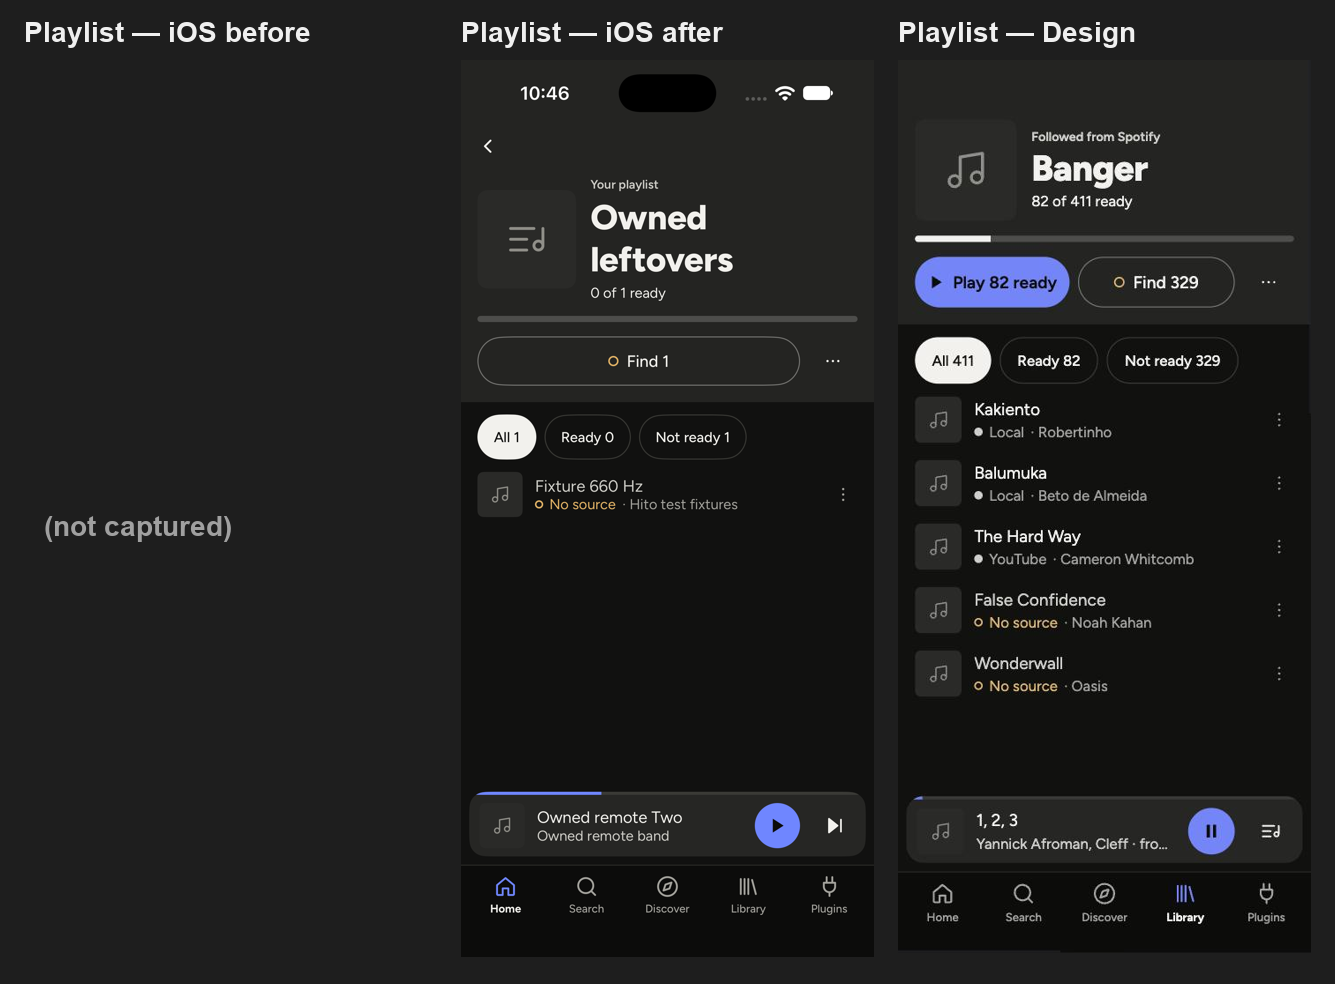 Playlist — iOS before
(not captured)
Playlist — iOS after
10:46
Your playlist
Owned
leftovers
0 of 1 ready
Find 1
All 1
Ready 0
Not ready 1
Fixture 660 Hz
No source · Hito test fixtures
Owned remote Two
Owned remote band
Home
Search
Discover
Library
Plugins
Playlist — Design
Followed from Spotify
Banger
82 of 411 ready
Play 82 ready
Find 329
All 411
Ready 82
Not ready 329
Kakiento
Local · Robertinho
Balumuka
Local · Beto de Almeida
The Hard Way
YouTube · Cameron Whitcomb
False Confidence
No source · Noah Kahan
Wonderwall
No source · Oasis
1, 2, 3
Yannick Afroman, Cleff · fro...
Home
Search
Discover
Library
Plugins